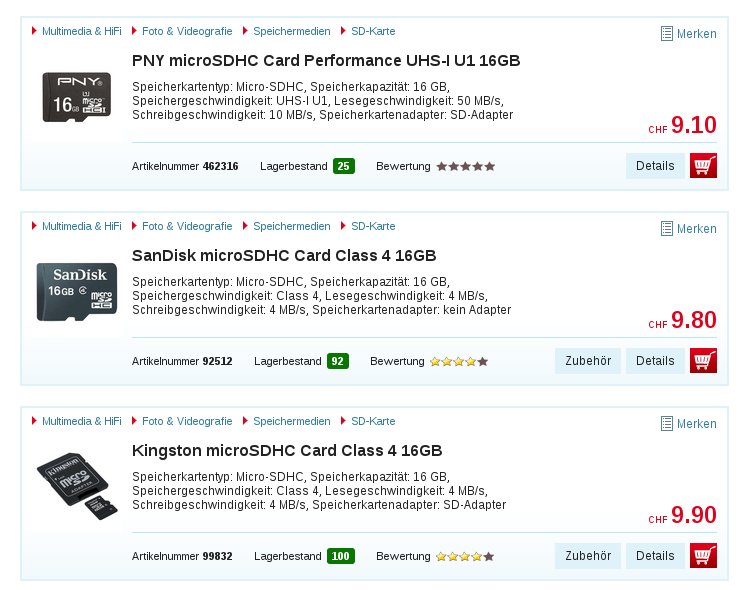 Multimedia & HiFi Foto & Videografie Speichermedien SD-Karte Merken
PNY microSDHC Card Performance UHS-I U1 16GB
PNY
16GB
micro
SD
HC I
Speicherkartentyp: Micro-SDHC, Speicherkapazität: 16 GB,
Speichergeschwindigkeit: UHS-I U1, Lesegeschwindigkeit: 50 MB/s,
Schreibgeschwindigkeit: 10 MB/s, Speicherkartenadapter: SD-Adapter
CHF 9.10
Artikelnummer 462316 Lagerbestand 25 Bewertung Details
Multimedia & HiFi Foto & Videografie Speichermedien SD-Karte Merken
SanDisk microSDHC Card Class 4 16GB
SanDisk
16GB 4 micro
SD
HC
Speicherkartentyp: Micro-SDHC, Speicherkapazität: 16 GB,
Speichergeschwindigkeit: Class 4, Lesegeschwindigkeit: 4 MB/s,
Schreibgeschwindigkeit: 4 MB/s, Speicherkartenadapter: kein Adapter
CHF 9.80
Artikelnummer 92512 Lagerbestand 92 Bewertung Zubehör Details
Multimedia & HiFi Foto & Videografie Speichermedien SD-Karte Merken
Kingston microSDHC Card Class 4 16GB
Kingston
micro
SD
ADAPTER
Speicherkartentyp: Micro-SDHC, Speicherkapazität: 16 GB,
Speichergeschwindigkeit: Class 4, Lesegeschwindigkeit: 4 MB/s,
Schreibgeschwindigkeit: 4 MB/s, Speicherkartenadapter: SD-Adapter
CHF 9.90
Artikelnummer 99832 Lagerbestand 100 Bewertung Zubehör Details